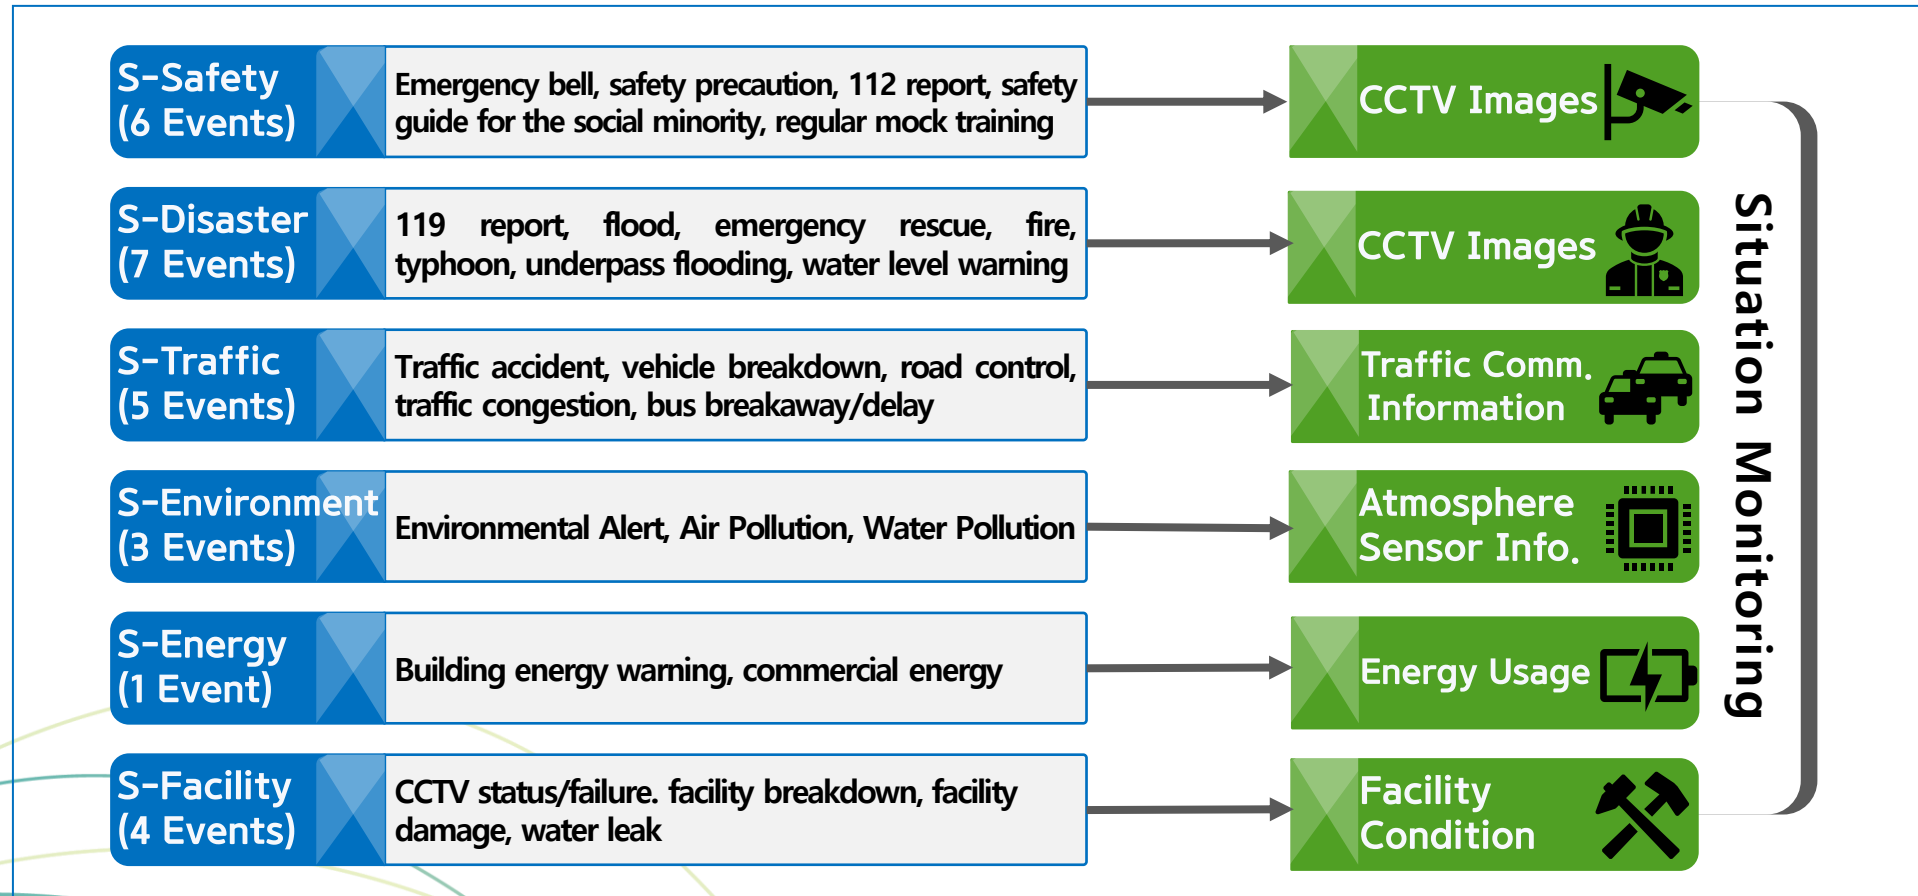 S-Safety
(6 Events)
Emergency bell, safety precaution, 112 report, safety
guide for the social minority, regular mock training
CCTV Images
S-Disaster
(7 Events)
119 report, flood, emergency rescue, fire,
typhoon, underpass flooding, water level warning
CCTV Images
S-Traffic
(5 Events)
Traffic accident, vehicle breakdown, road control,
traffic congestion, bus breakaway/delay
Traffic Comm.
Information
S-Environment
(3 Events)
Environmental Alert, Air Pollution, Water Pollution
Atmosphere
Sensor Info.
S-Energy
(1 Event)
Building energy warning, commercial energy
Energy Usage
S-Facility
(4 Events)
CCTV status/failure. facility breakdown, facility
damage, water leak
Facility
Condition
Situation Monitoring